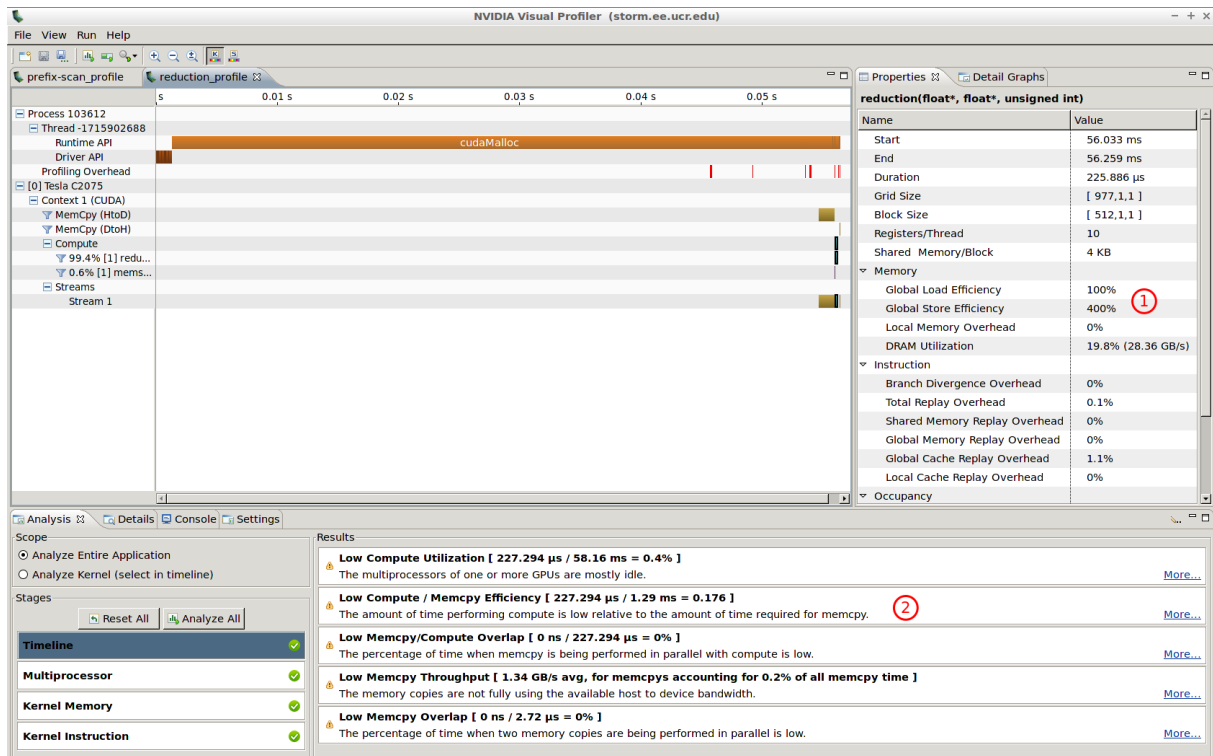 NVIDIA Visual Profiler (storm.ee.ucr.edu)
File View Run Help
prefix-scan_profile
reduction_profile
s 0.01 s 0.02 s 0.03 s 0.04 s 0.05 s
Process 103612
Thread -1715902688
Runtime API cudaMalloc
Driver API
Profiling Overhead
[0] Tesla C2075
Context 1 (CUDA)
MemCpy (HtoD)
MemCpy (DtoH)
Compute
99.4% [1] redu...
0.6% [1] mems...
Streams
Stream 1
Properties Detail Graphs
reduction(float*, float*, unsigned int)
Name Value
Start 56.033 ms
End 56.259 ms
Duration 225.886 µs
Grid Size [ 977,1,1 ]
Block Size [ 512,1,1 ]
Registers/Thread 10
Shared Memory/Block 4 KB
Memory
Global Load Efficiency 100%
1
Global Store Efficiency 400%
Local Memory Overhead 0%
DRAM Utilization 19.8% (28.36 GB/s)
Instruction
Branch Divergence Overhead 0%
Total Replay Overhead 0.1%
Shared Memory Replay Overhead 0%
Global Memory Replay Overhead 0%
Global Cache Replay Overhead 1.1%
Local Cache Replay Overhead 0%
Occupancy
Analysis Details Console Settings
Scope
Analyze Entire Application
Analyze Kernel (select in timeline)
Stages
Reset All Analyze All
Timeline
Multiprocessor
Kernel Memory
Kernel Instruction
Results
Low Compute Utilization [ 227.294 µs / 58.16 ms = 0.4% ]
The multiprocessors of one or more GPUs are mostly idle. More...
Low Compute / Memcpy Efficiency [ 227.294 µs / 1.29 ms = 0.176 ]
2
The amount of time performing compute is low relative to the amount of time required for memcpy. More...
Low Memcpy/Compute Overlap [ 0 ns / 227.294 µs = 0% ]
The percentage of time when memcpy is being performed in parallel with compute is low. More...
Low Memcpy Throughput [ 1.34 GB/s avg, for memcpys accounting for 0.2% of all memcpy time ]
The memory copies are not fully using the available host to device bandwidth. More...
Low Memcpy Overlap [ 0 ns / 2.72 µs = 0% ]
The percentage of time when two memory copies are being performed in parallel is low. More...